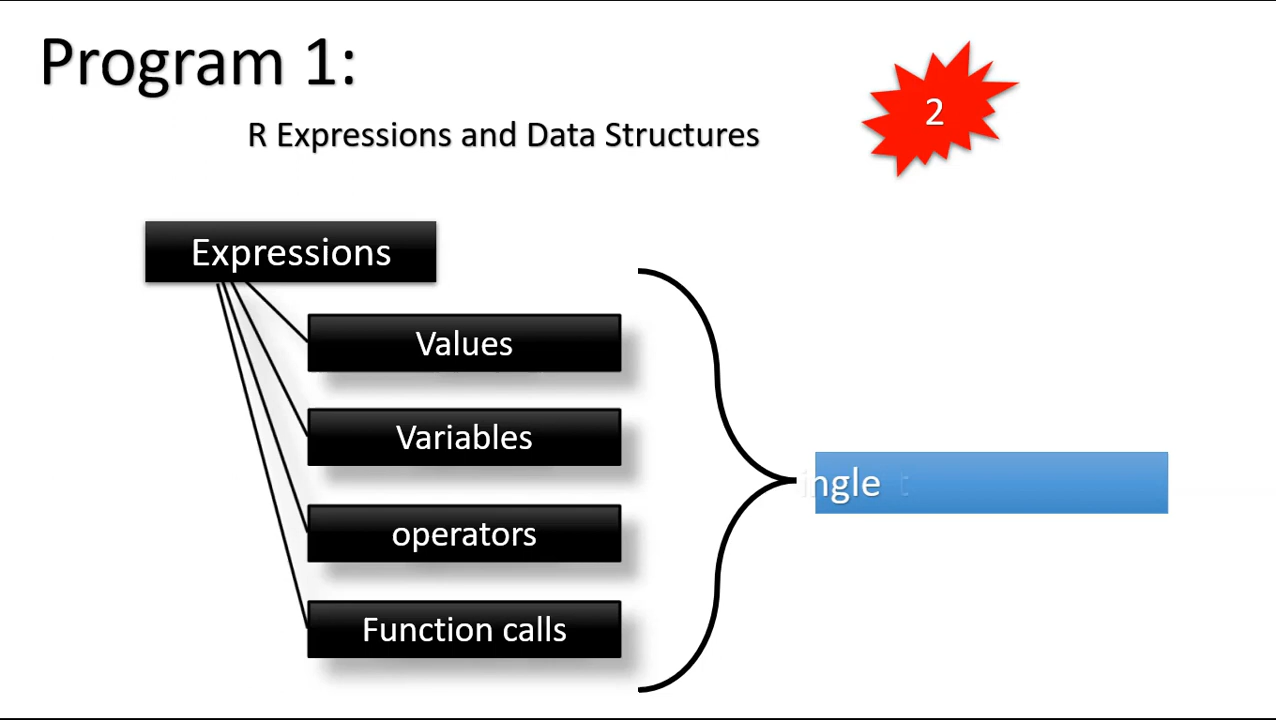 Program 1:
R Expressions and Data Structures
2
Expressions
Values
Variables
operators
Function calls
ingle t